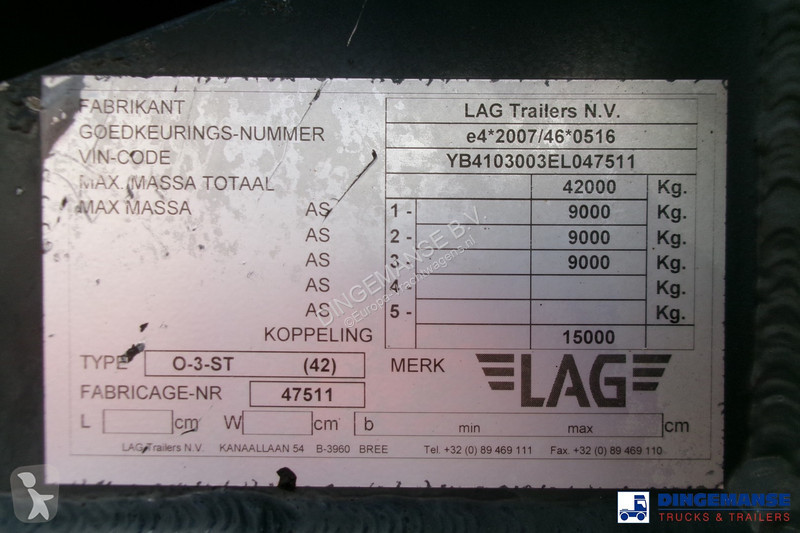 FABRIKANT LAG Trailers N.V.
GOEDKEURINGS-NUMMER e4*2007/46*0516
VIN-CODE YB4103003EL047511
MAX. MASSA TOTAAL 42000 Kg.
MAX MASSA AS 1 - 9000 Kg.
AS 2 - 9000 Kg.
AS 3 - 9000 Kg.
AS 4 - Kg.
AS 5 - Kg.
KOPPELING 15000
TYPE O-3-ST (42) MERK LAG
FABRICAGE-NR 47511
L cm W cm b min max cm
LAG Trailers N.V. KANAALLAAN 54 B-3960 BREE Tel. +32 (0) 89 469 111 Fax. +32 (0) 89 469 110
DINGEMANSE B.V.
DINGEMANSE
TRUCKS & TRAILERS